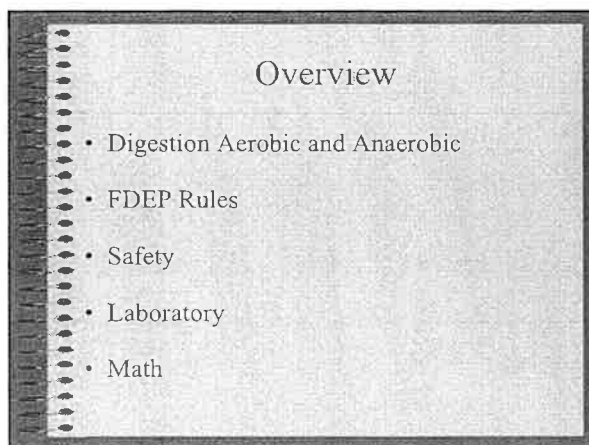 Overview
• Digestion Aerobic and Anaerobic
• FDEP Rules
• Safety
• Laboratory
• Math